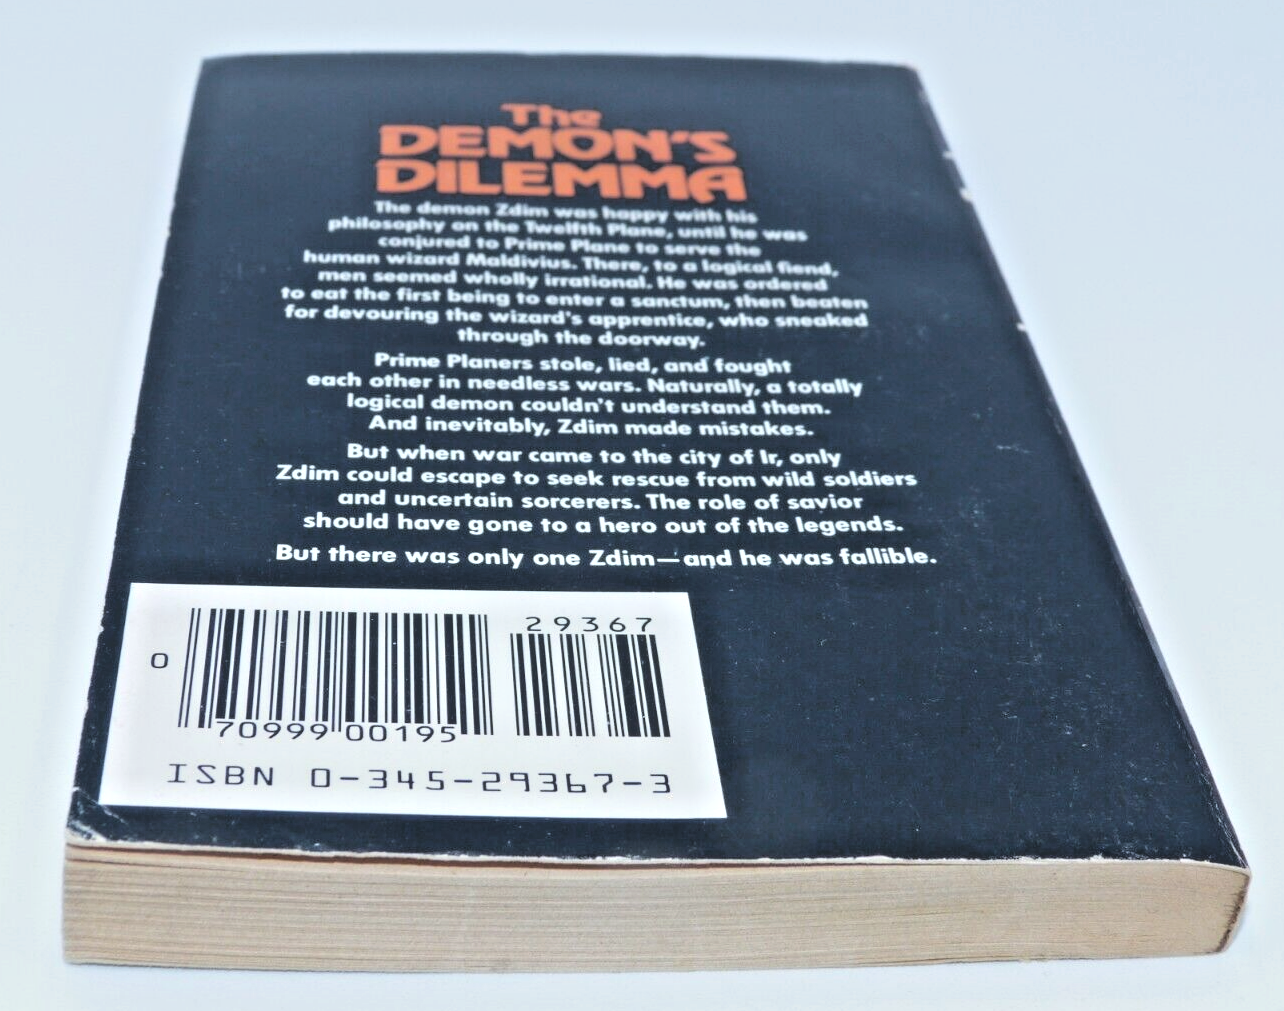 The
DEMON'S
DILEMMA
The demon Zdim was happy with his
philosophy on the Twelfth Plane, until he was
conjured to Prime Plane to serve the
human wizard Maldivius. There, to a logical fiend,
men seemed wholly irrational. He was ordered
to eat the first being to enter a sanctum, then beaten
for devouring the wizard's apprentice, who sneaked
through the doorway.
Prime Planers stole, lied, and fought
each other in needless wars. Naturally, a totally
logical demon couldn't understand them.
And inevitably, Zdim made mistakes.
But when war came to the city of Ir, only
Zdim could escape to seek rescue from wild soldiers
and uncertain sorcerers. The role of savior
should have gone to a hero out of the legends.
But there was only one Zdim—and he was fallible.
29367
0
70999 00195
ISBN 0-345-29367-3